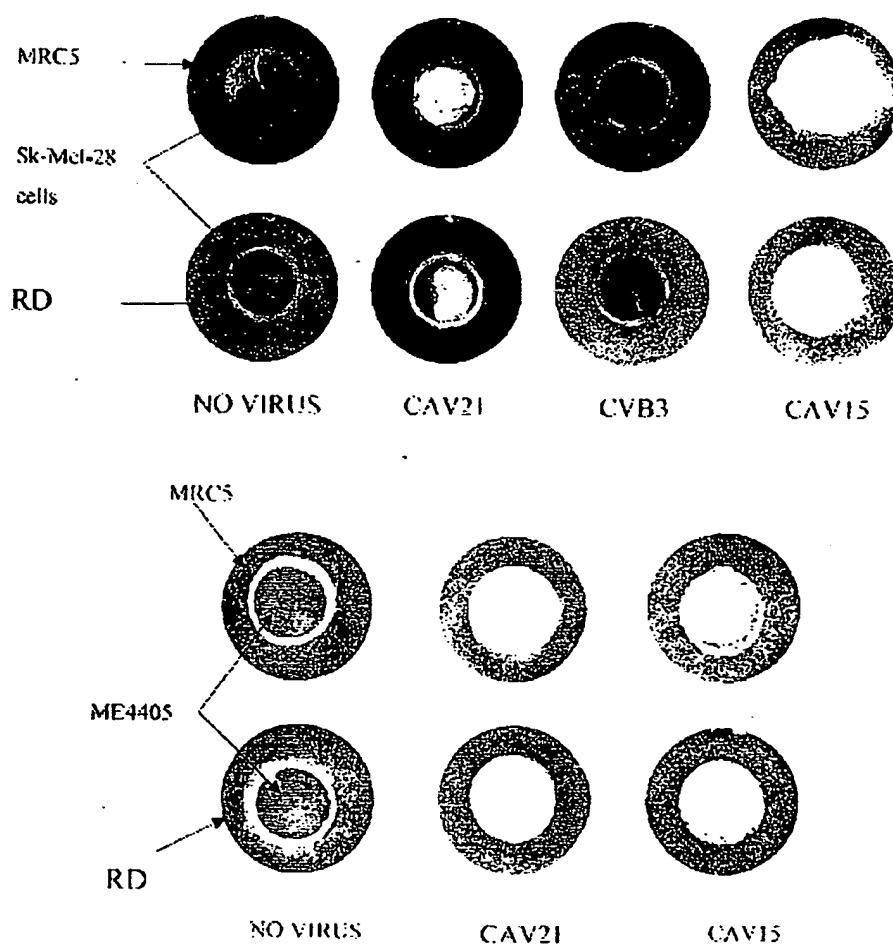 MRC5
Sk-Mel-28
cells
RD
NO VIRUS CAV21 CVB3 CAV15
MRC5
ME4405
RD
NO VIRUS CAV21 CAV15